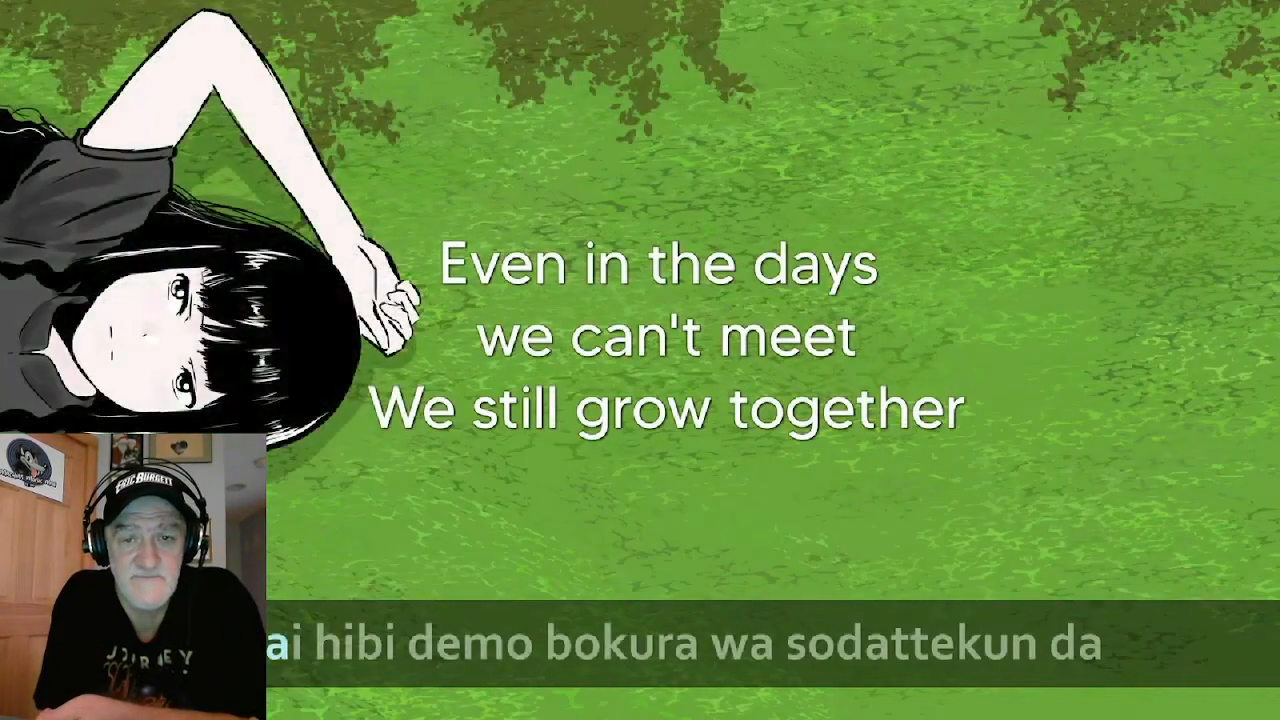 Even in the days
we can't meet
We still grow together
ERIC BURGETT
JOURNEY
ai hibi demo bokura wa sodattekun da